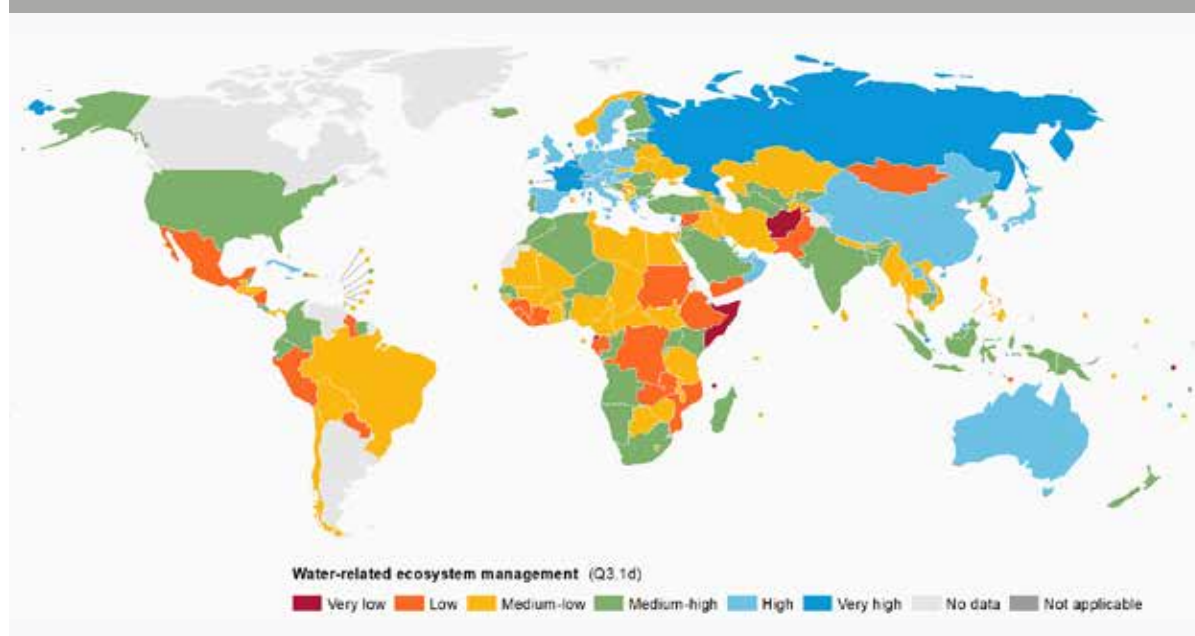 Water-related ecosystem management (Q3.1d)
Very low Low Medium-low Medium-high High Very high No data Not applicable